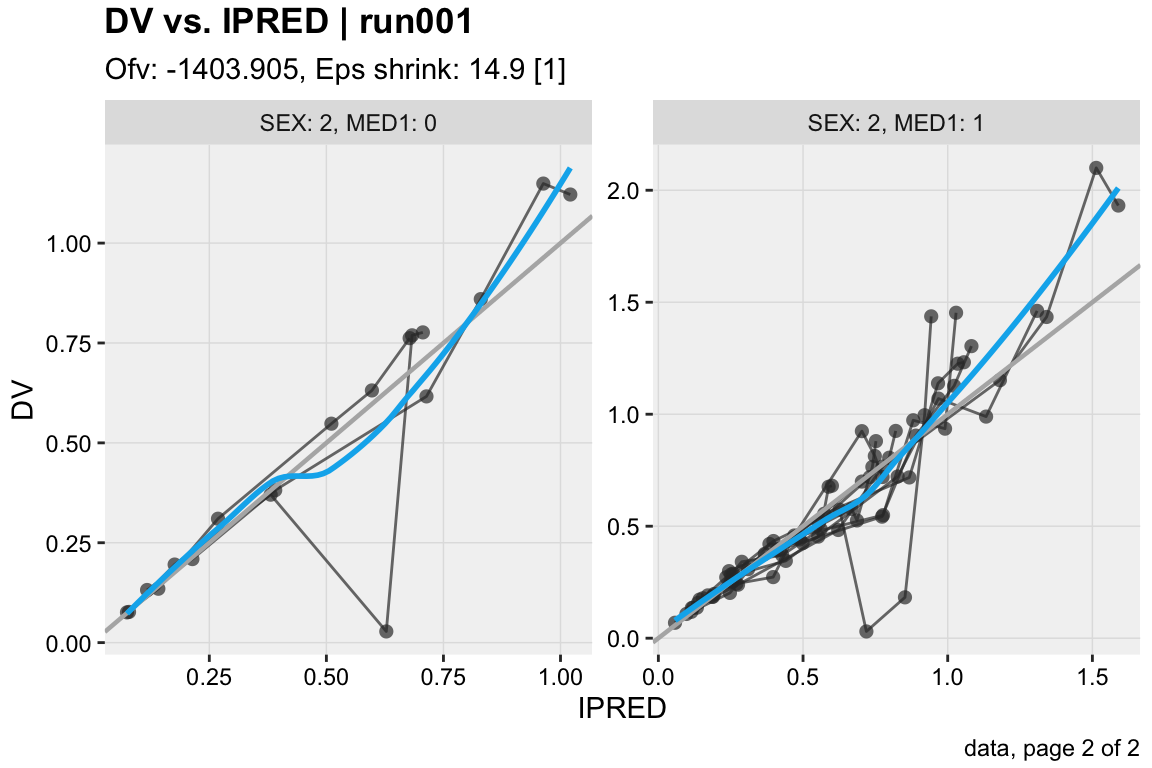 DV vs. IPRED | run001
Ofv: -1403.905, Eps shrink: 14.9 [1]
SEX: 2, MED1: 0
SEX: 2, MED1: 1
DV
1.00
0.75
0.50
0.25
0.00
2.0
1.5
1.0
0.5
0.0
0.25 0.50 0.75 1.00
0.0 0.5 1.0 1.5
IPRED
data, page 2 of 2